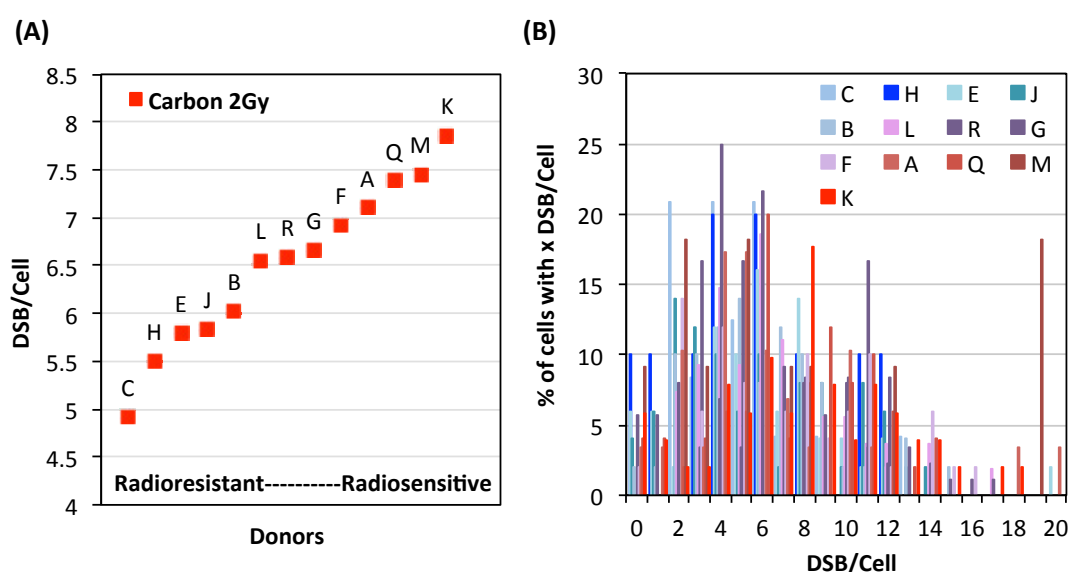 (A)
8.5
8
7.5
7
6.5
6
5.5
5
4.5
4
DSB/Cell
Carbon 2Gy
C
H
E
J
B
L
R
G
F
A
Q
M
K
Radioresistant----------Radiosensitive
Donors
(B)
30
25
20
15
10
5
0
% of cells with x DSB/Cell
C H E J
B L R G
F A Q M
K
0 2 4 6 8 10 12 14 16 18 20
DSB/Cell